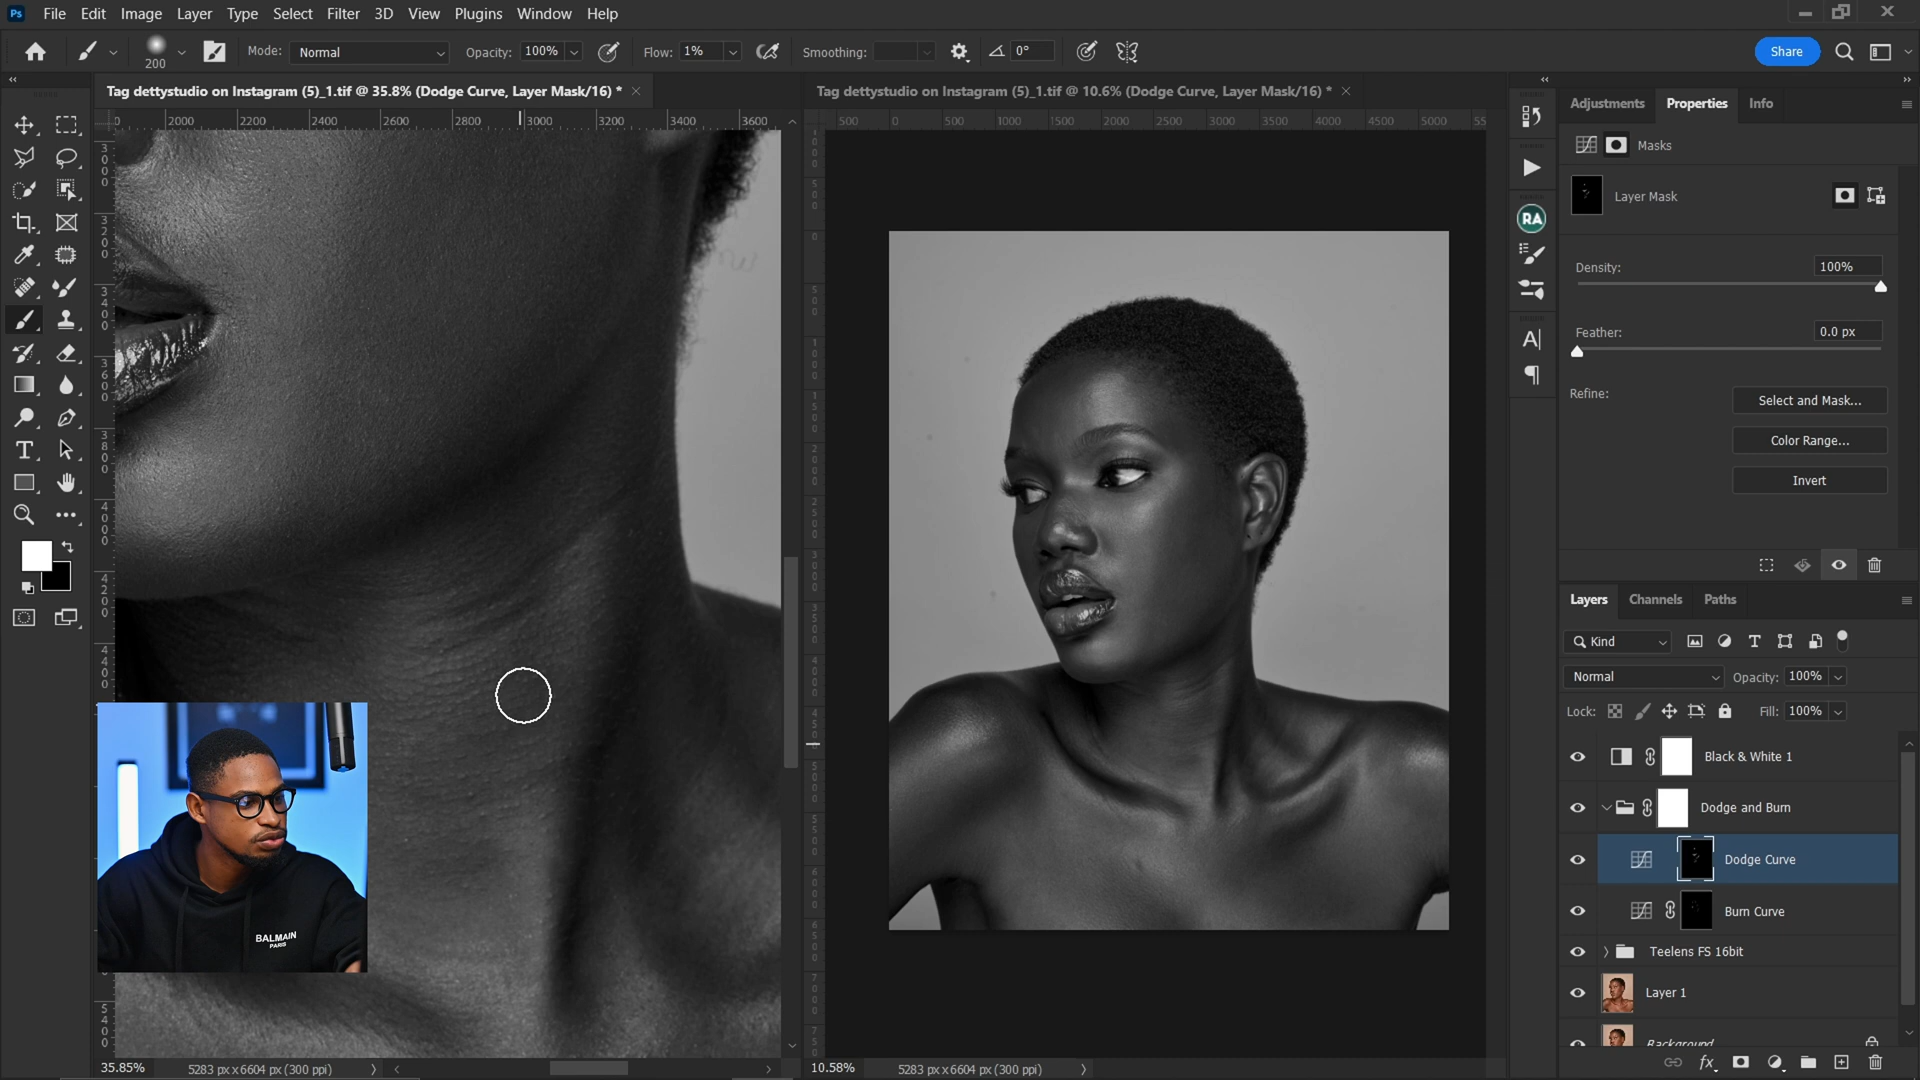 Ps File Edit Image Layer Type Select Filter 3D View Plugins Window Help
200 Mode: Normal Opacity: 100% Flow: 1% Smoothing: 0° Share
Tag dettystudio on Instagram (5)_1.tif @ 35.8% (Dodge Curve, Layer Mask/16) * ×
Tag dettystudio on Instagram (5)_1.tif @ 10.6% (Dodge Curve, Layer Mask/16) * ×
2000 2200 2400 2600 2800 3000 3200 3400 3600
500 0 500 1000 1500 2000 2500 3000 3500 4000 4500 5000 55
Adjustments Properties Info
Masks
Layer Mask
Density: 100%
Feather: 0.0 px
Refine:
Select and Mask...
Color Range...
Invert
RA
A|
Layers Channels Paths
Kind
Normal Opacity: 100%
Lock: Fill: 100%
Black & White 1
Dodge and Burn
Dodge Curve
Burn Curve
Teelens FS 16bit
Layer 1
Background
fx
BALMAIN
PARIS
35.85% 5283 px x 6604 px (300 ppi)
10.58% 5283 px x 6604 px (300 ppi)